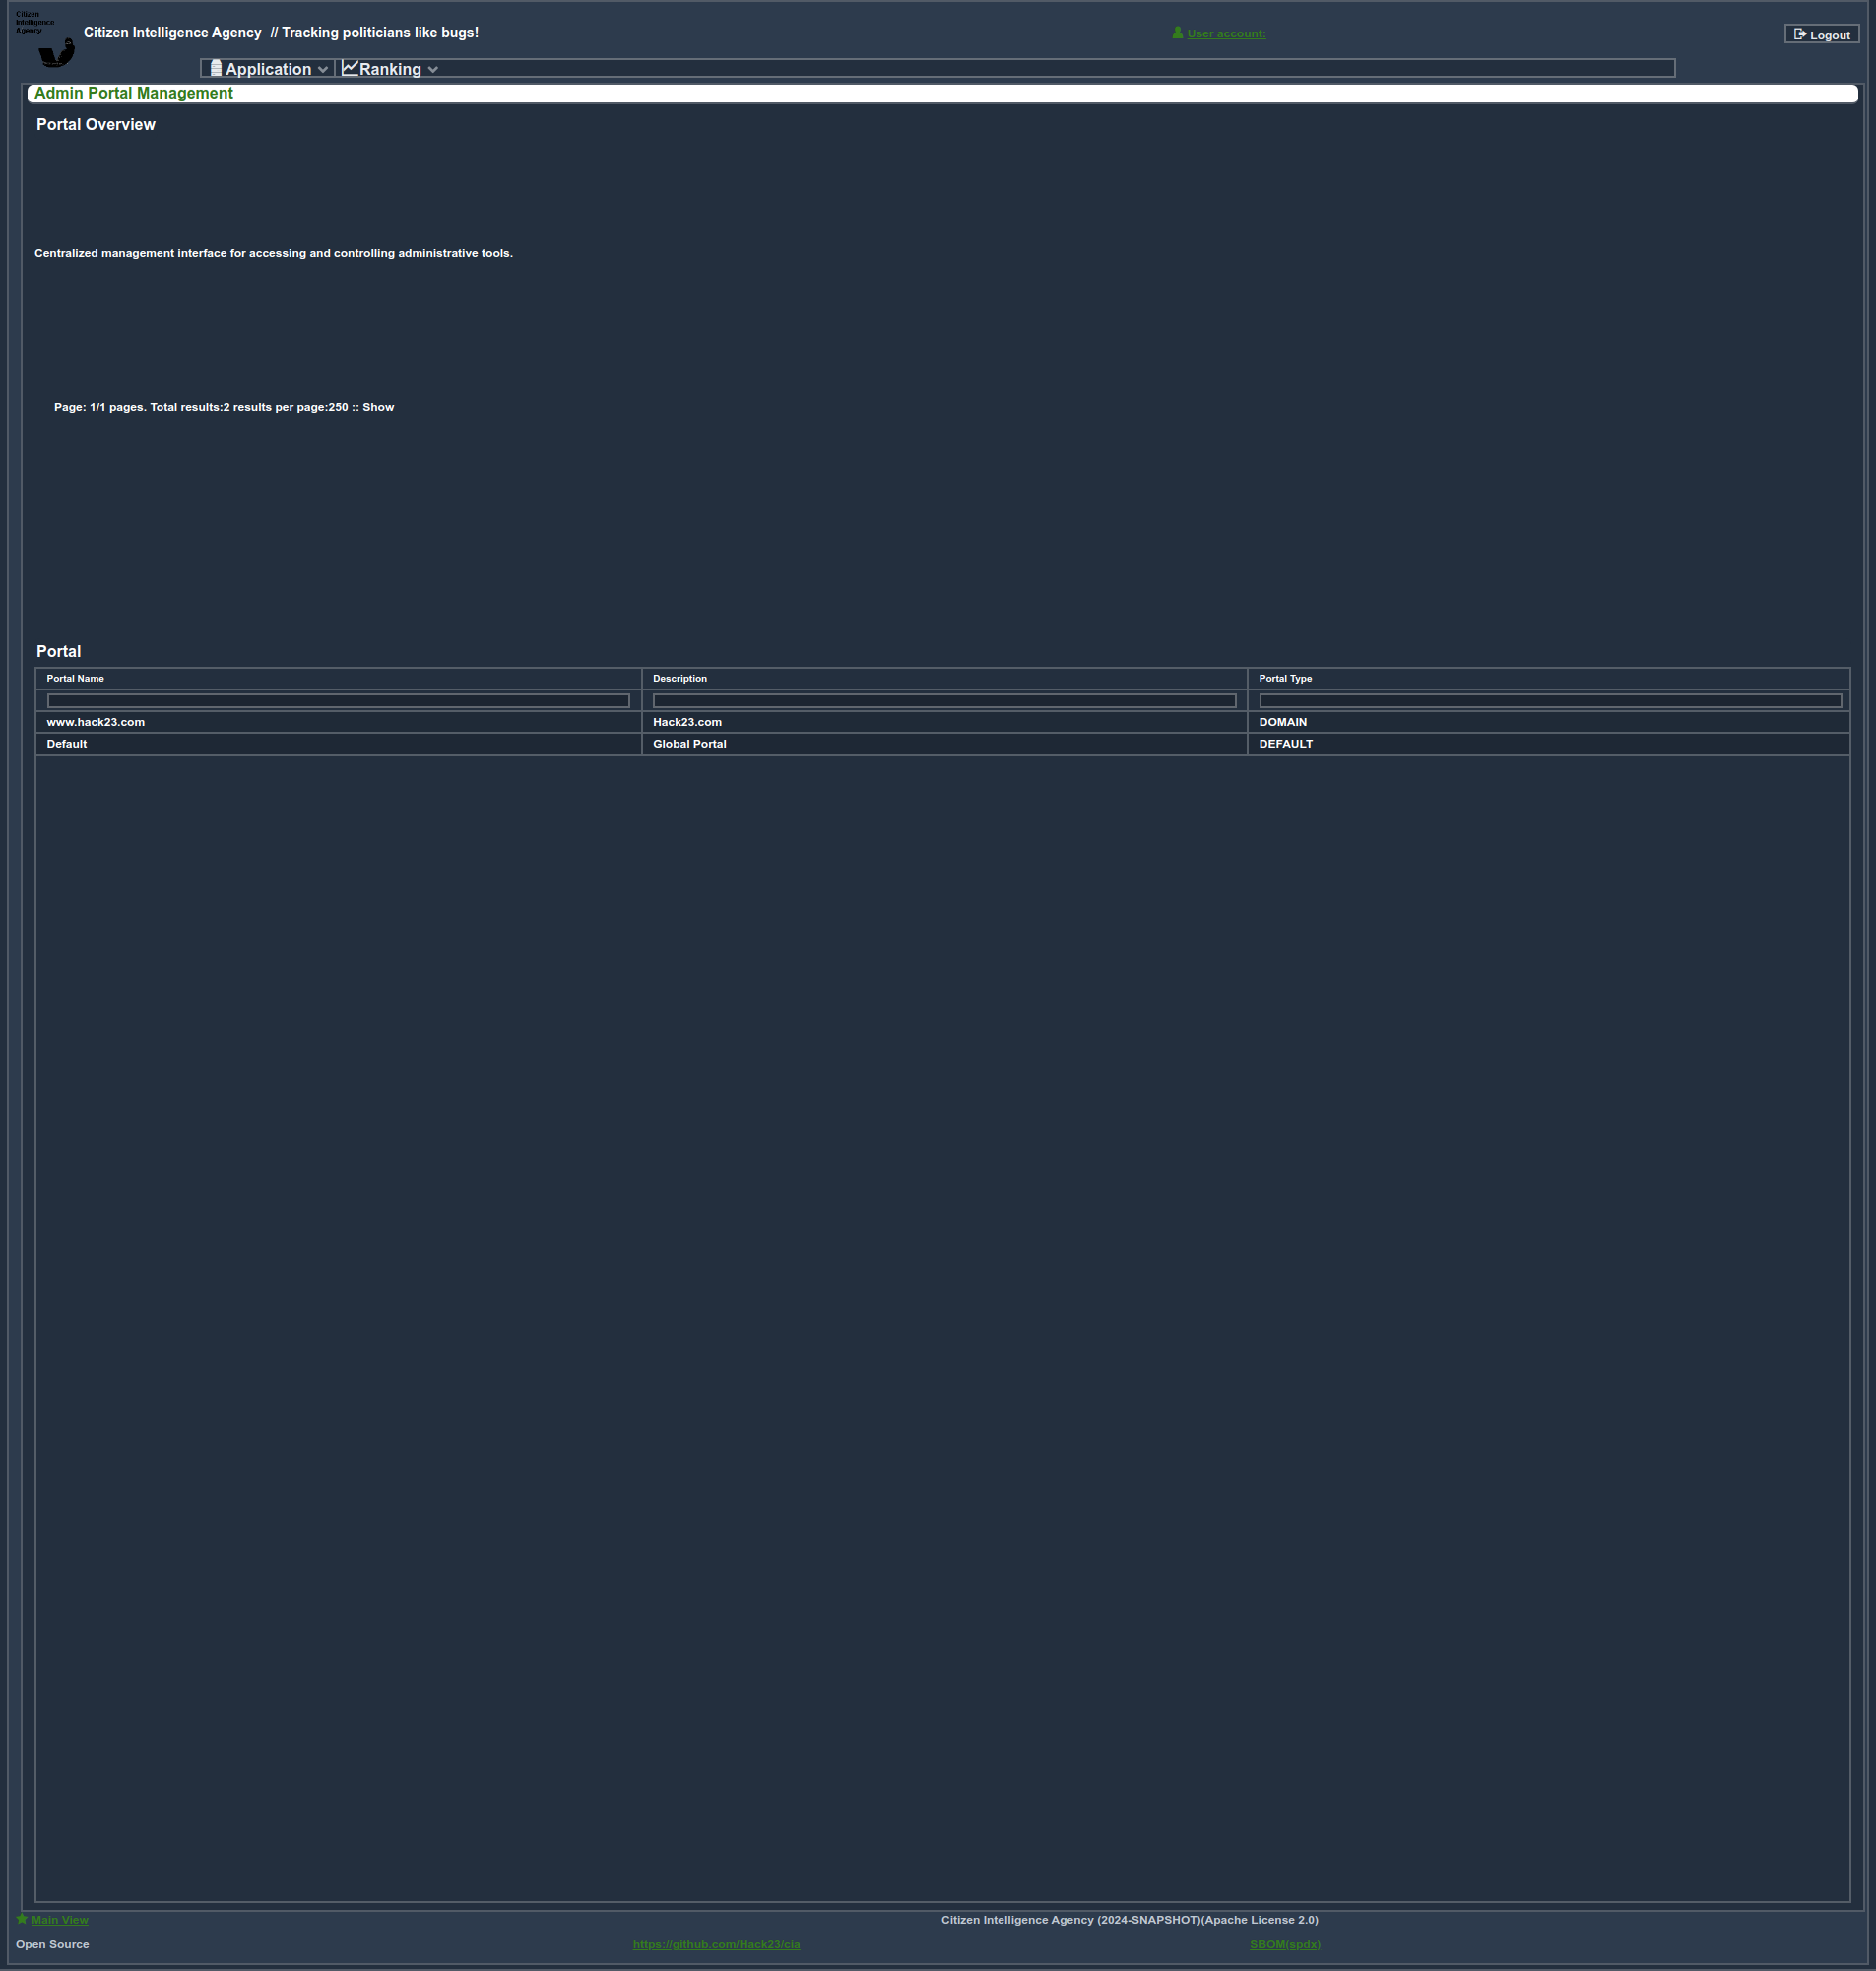 Citizen
Intelligence
Agency
Citizen Intelligence Agency // Tracking politicians like bugs!
User account:
Logout
Application Ranking
Admin Portal Management
Portal Overview
Centralized management interface for accessing and controlling administrative tools.
Page: 1/1 pages. Total results:2 results per page:250 :: Show
Portal
Portal Name Description Portal Type
www.hack23.com Hack23.com DOMAIN
Default Global Portal DEFAULT
Main View Citizen Intelligence Agency (2024-SNAPSHOT)(Apache License 2.0)
Open Source https://github.com/Hack23/cia SBOM(spdx)